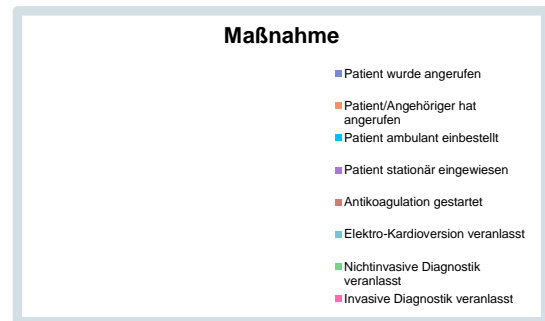 Maßnahme
Patient wurde angerufen
Patient/Angehöriger hat
angerufen
Patient ambulant einbestellt
Patient stationär eingewiesen
Antikoagulation gestartet
Elektro-Kardioversion veranlasst
Nichtinvasive Diagnostik
veranlasst
Invasive Diagnostik veranlasst